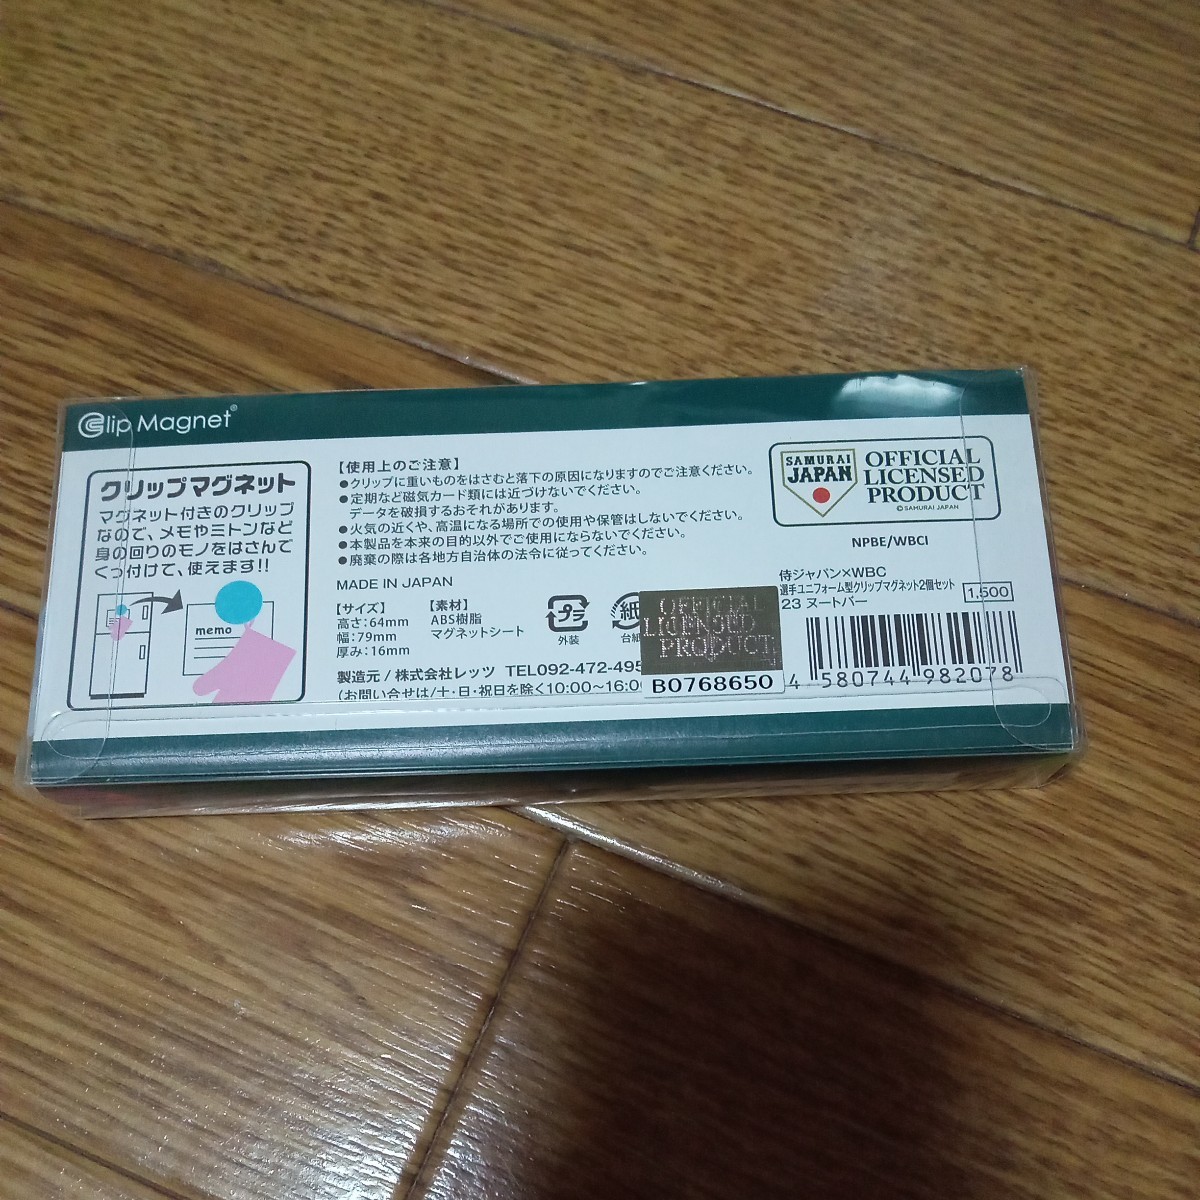 Clip Magnet®
クリップマグネット
マグネット付きのクリップ
なので、メモやミトンなど
身の回りのモノをはさんで
くっ付けて、使えます!!
memo
【使用上のご注意】
●クリップに重いものをはさむと落下の原因になりますのでご注意ください。
●定期など磁気カード類には近づけないでください。
データを破損するおそれがあります。
●火気の近くや、高温になる場所での使用や保管はしないでください。
●本製品を本来の目的以外でご使用にならないでください。
●廃棄の際は各地方自治体の法令に従ってください。
MADE IN JAPAN
【サイズ】
高さ:64mm
幅:79mm
厚み:16mm
【素材】
ABS樹脂
マグネットシート
プラ
外装
紙
台紙
製造元/株式会社レッツ TEL092-472-495
(お問い合せは/土・日・祝日を除く10:00〜16:0
SAMURAI
JAPAN
OFFICIAL
LICENSED
PRODUCT
© SAMURAI JAPAN
NPBE/WBCI
侍ジャパン×WBC
選手ユニフォーム型クリップマグネット2個セット
23 ヌートバー
1,500
OFFICIAL
LICENSED
PRODUCT
B0768650
4 580744 982078